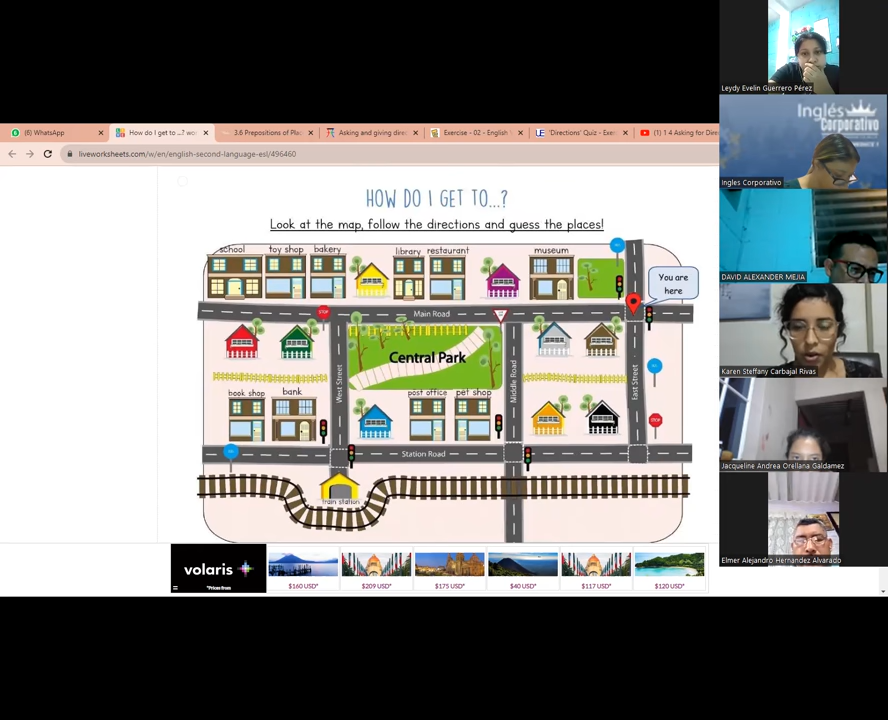 (6) WhatsApp
How do I get to ...? wo
3.6 Prepositions of Plac
Asking and giving dire
Exercise - 02 - English
'Directions' Quiz - Exe
(1) 1 4 Asking for Dire
liveworksheets.com/w/en/english-second-language-esl/496460
HOW DO I GET TO...?
Look at the map, follow the directions and guess the places!
school
toy shop
bakery
library
restaurant
museum
You are
here
STOP
Main Road
Central Park
West Street
Middle Road
East Street
book shop
bank
post office
pet shop
STOP
Station Road
train station
volaris
*Prices from
$160 USD*
$209 USD*
$175 USD*
$40 USD*
$117 USD*
$120 USD*
Leydy Evelin Guerrero Pérez
Inglés
Corporativo
Ingles Corporativo
DAVID ALEXANDER MEJIA
Karen Steffany Carbajal Rivas
Jacqueline Andrea Orellana Galdamez
Elmer Alejandro Hernandez Alvarado